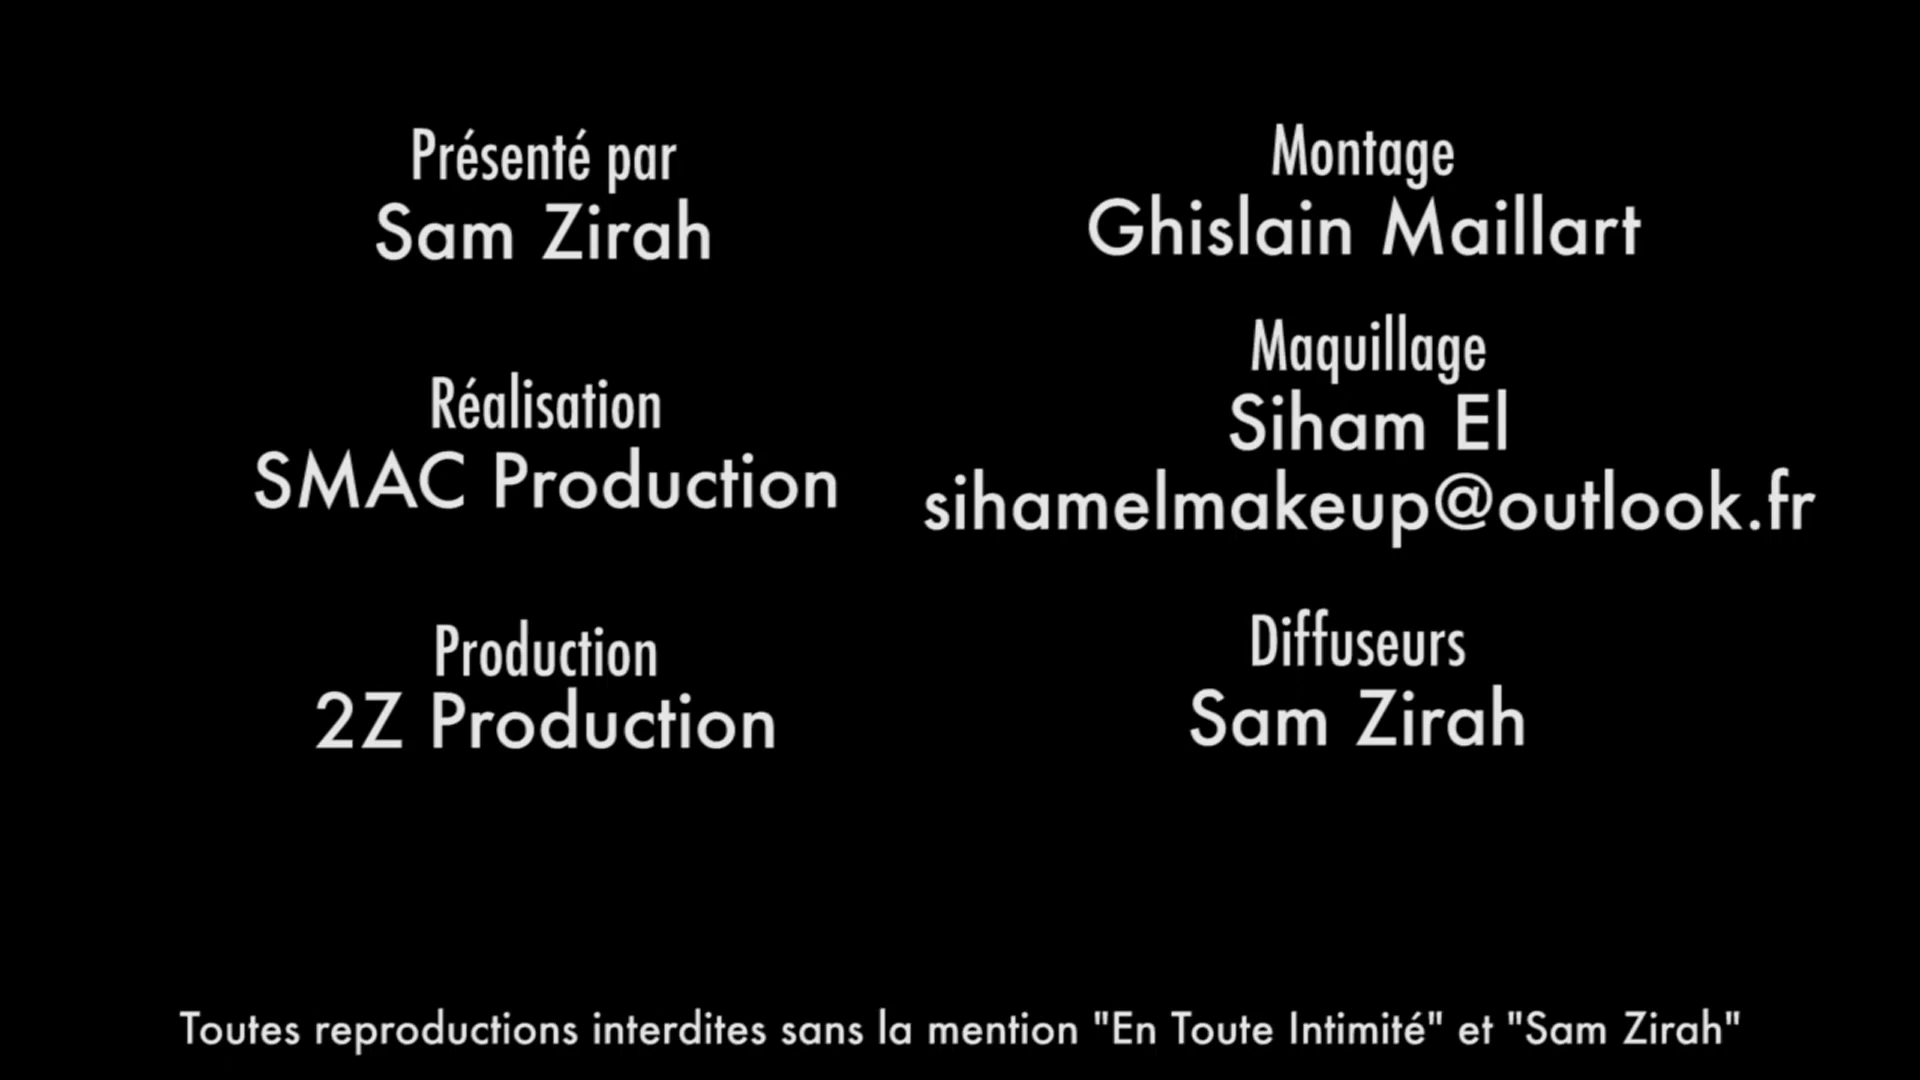 Présenté par
Sam Zirah
Réalisation
SMAC Production
Production
2Z Production
Montage
Ghislain Maillart
Maquillage
Siham El
sihamelmakeup@outlook.fr
Diffuseurs
Sam Zirah
Toutes reproductions interdites sans la mention "En Toute Intimité" et "Sam Zirah"